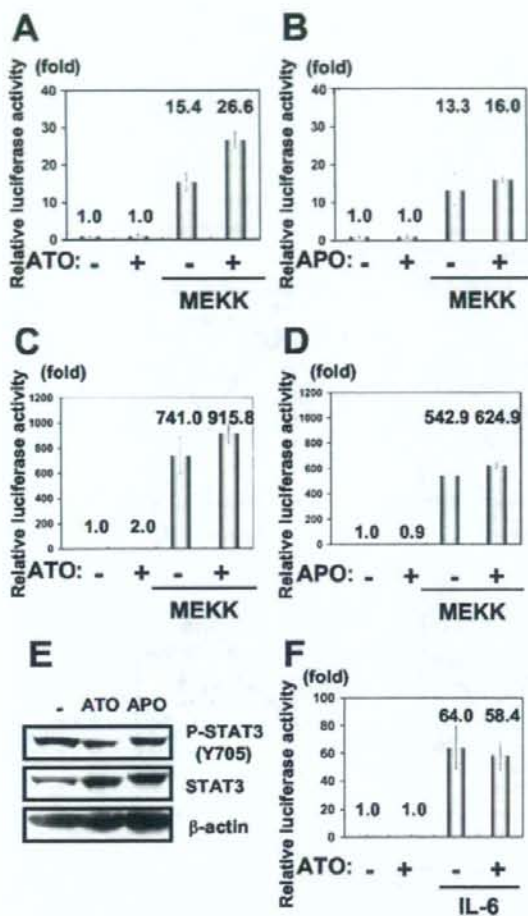 A
(fold)
Relative luciferase activity
40
30
20
10
0
15.4 26.6
1.0 1.0
ATO: - + - +
MEKK
B
(fold)
Relative luciferase activity
40
30
20
10
0
13.3 16.0
1.0 1.0
APO: - + - +
MEKK
C
(fold)
Relative luciferase activity
1200
1000
800
600
400
200
0
741.0 915.8
1.0 2.0
ATO: - + - +
MEKK
D
(fold)
Relative luciferase activity
1200
1000
800
600
400
200
0
542.9 624.9
1.0 0.9
APO: - + - +
MEKK
E
- ATO APO
P-STAT3
(Y705)
STAT3
β-actin
F
(fold)
Relative luciferase activity
100
80
60
40
20
0
64.0 58.4
1.0 1.0
ATO: - + - +
IL-6